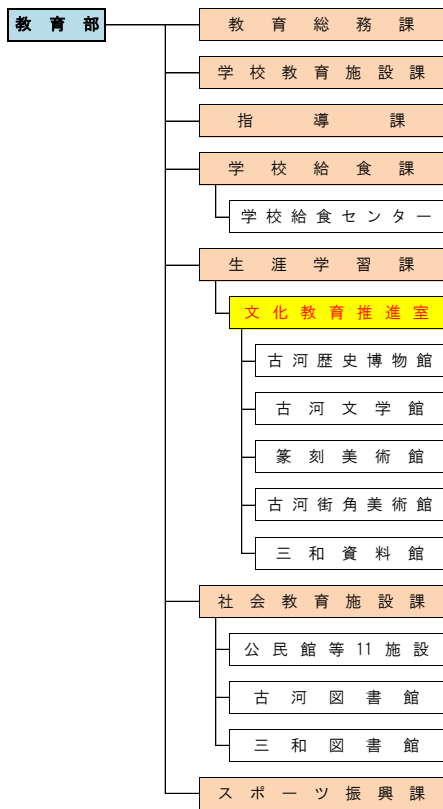 教育部
教育総務課
学校教育施設課
指導課
学校給食課
学校給食センター
生涯学習課
文化教育推進室
古河歴史博物館
古河文学館
篆刻美術館
古河街角美術館
三和資料館
社会教育施設課
公民館等11施設
古河図書館
三和図書館
スポーツ振興課